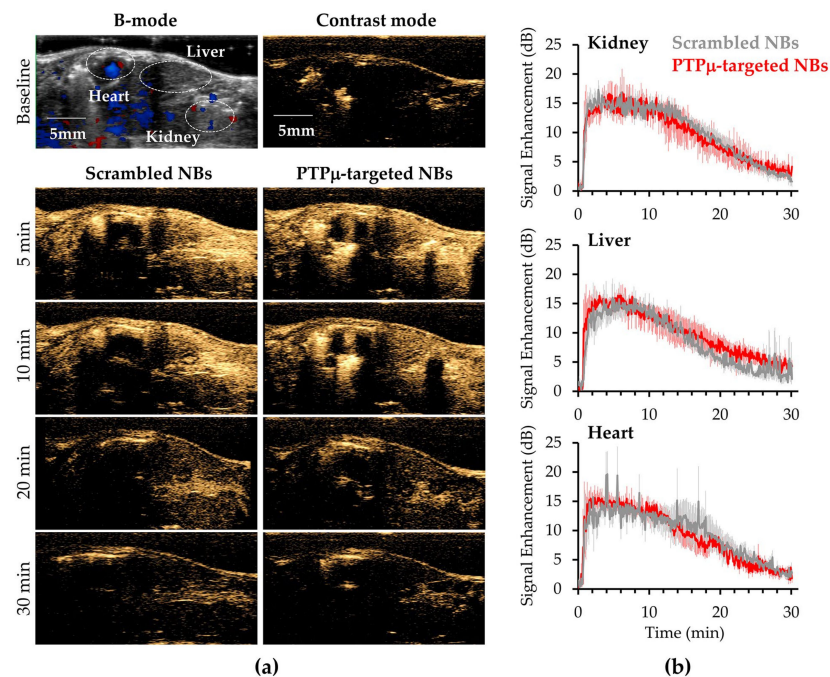 B-mode
Contrast mode
Baseline
Liver
Heart
Kidney
5mm
5mm
Scrambled NBs
PTPμ-targeted NBs
5 min
10 min
20 min
30 min
(a)
Kidney
Scrambled NBs
PTPμ-targeted NBs
Signal Enhancement (dB)
25
20
15
10
5
0
0
10
20
30
Liver
Signal Enhancement (dB)
25
20
15
10
5
0
0
10
20
30
Heart
Signal Enhancement (dB)
25
20
15
10
5
0
0
10
20
30
Time (min)
(b)